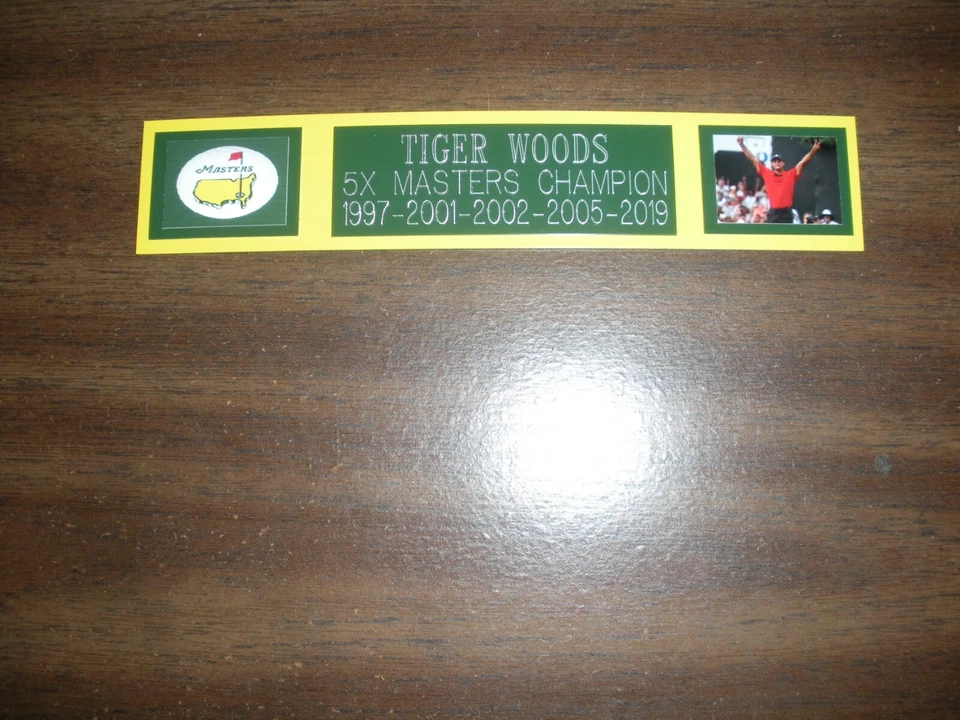 Masters
TIGER WOODS
5X MASTERS CHAMPION
1997-2001-2002-2005-2019